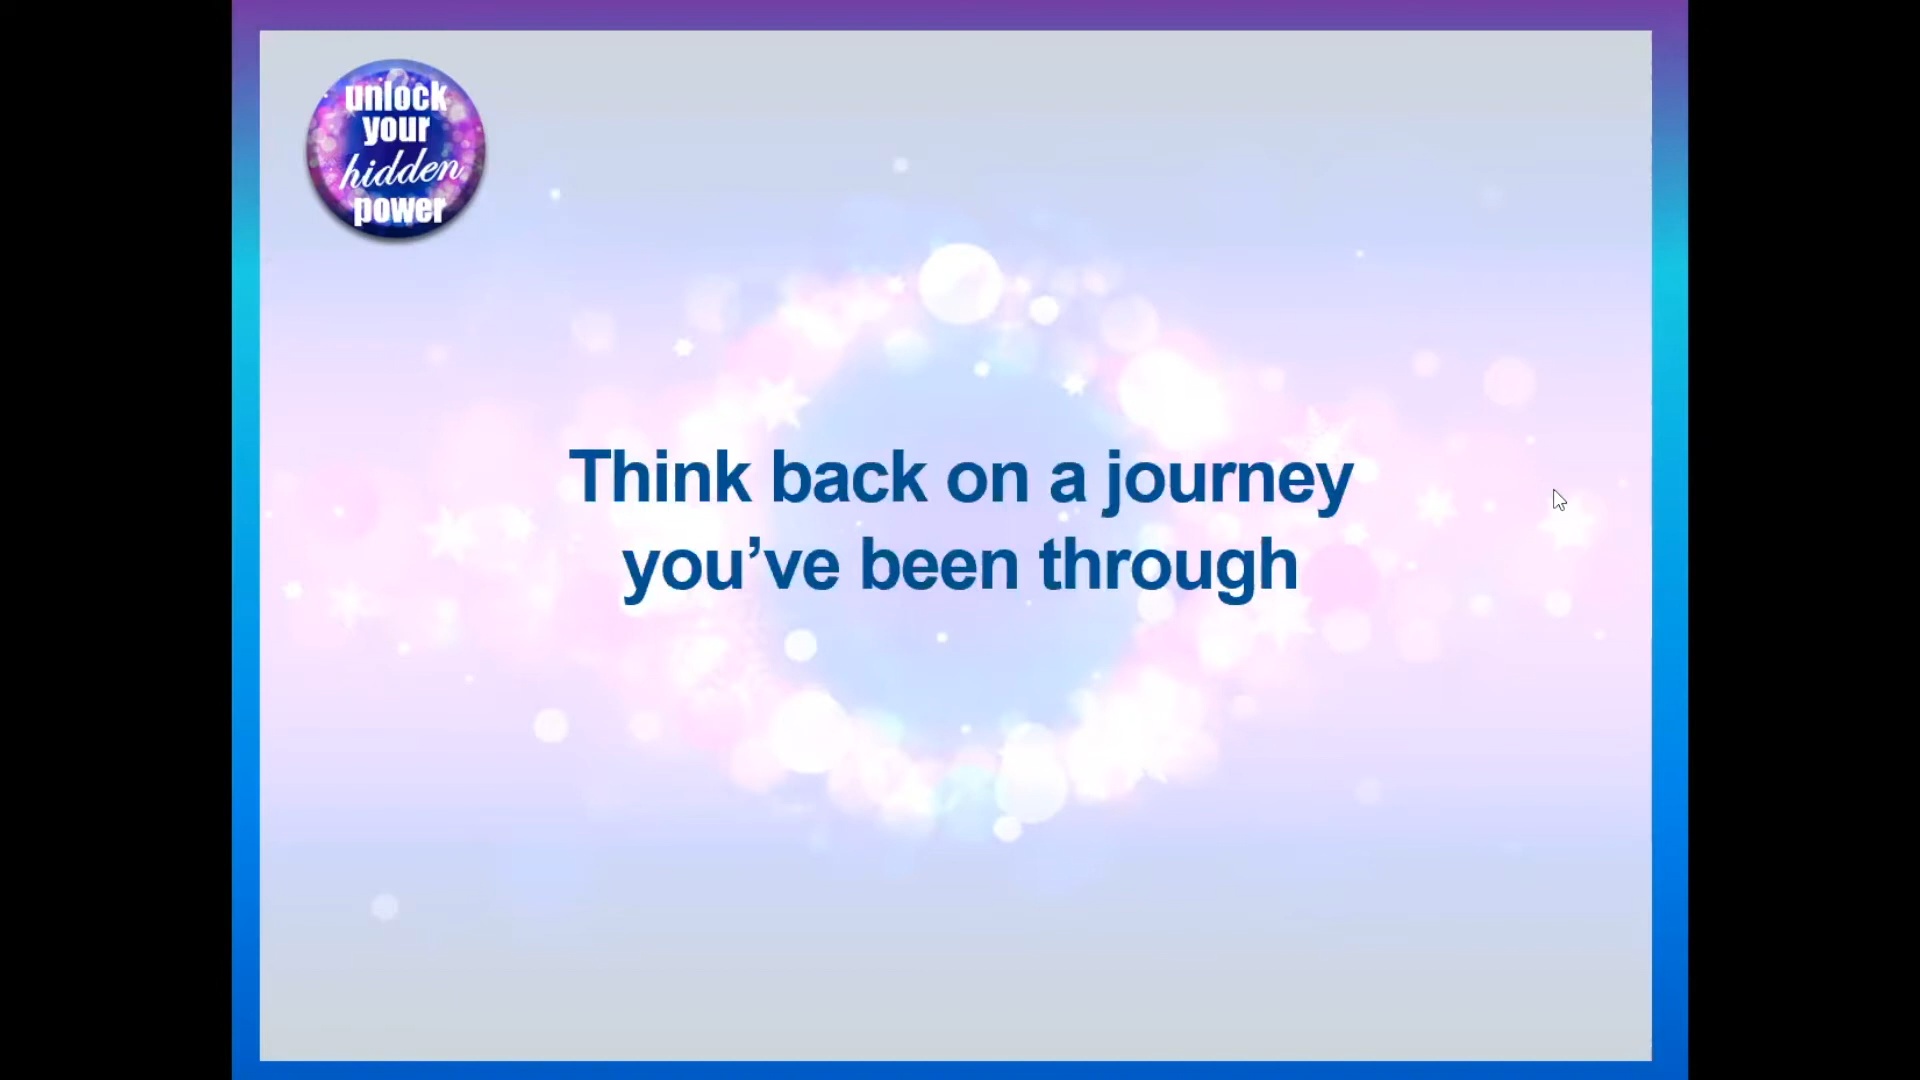 unlock
your
hidden
power
Think back on a journey
you’ve been through